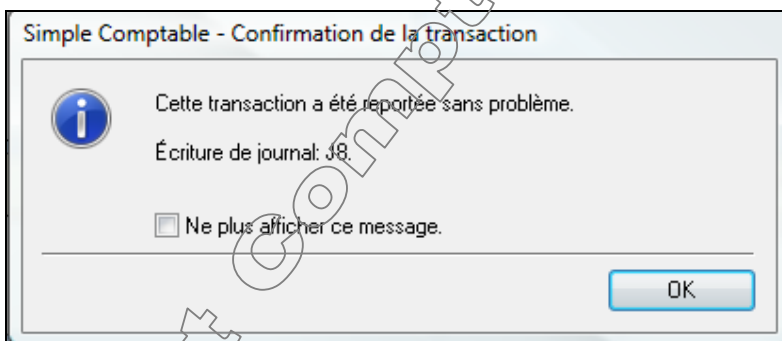 Simple Comptable - Confirmation de la transaction
Cette transaction a été reportée sans problème.
Écriture de journal: J8.
Ne plus afficher ce message.
OK